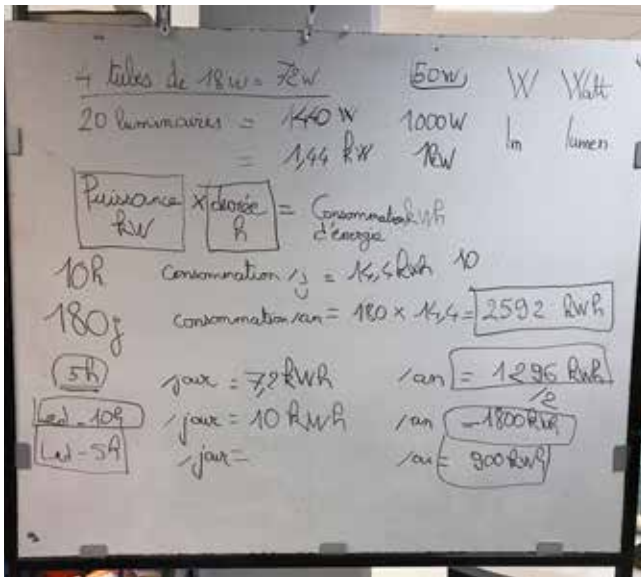 4 tubes de 18w = 72w 50w W Watt
20 luminaires = 1440 W 1000W lm lumen
= 1,44 kW 1kW
Puissance kW × durée h = Consommation d'énergie kWh
10h consommation /j = 14,4 kWh 10
180j consommation/an = 180 × 14,4 = 2592 kWh
5h jour = 7,2 kWh /an = 1296 kWh
/2
Led - 10h /jour = 10 kWh /an = 1800 kWh
Led - 5h /jour = /an = 900 kWh